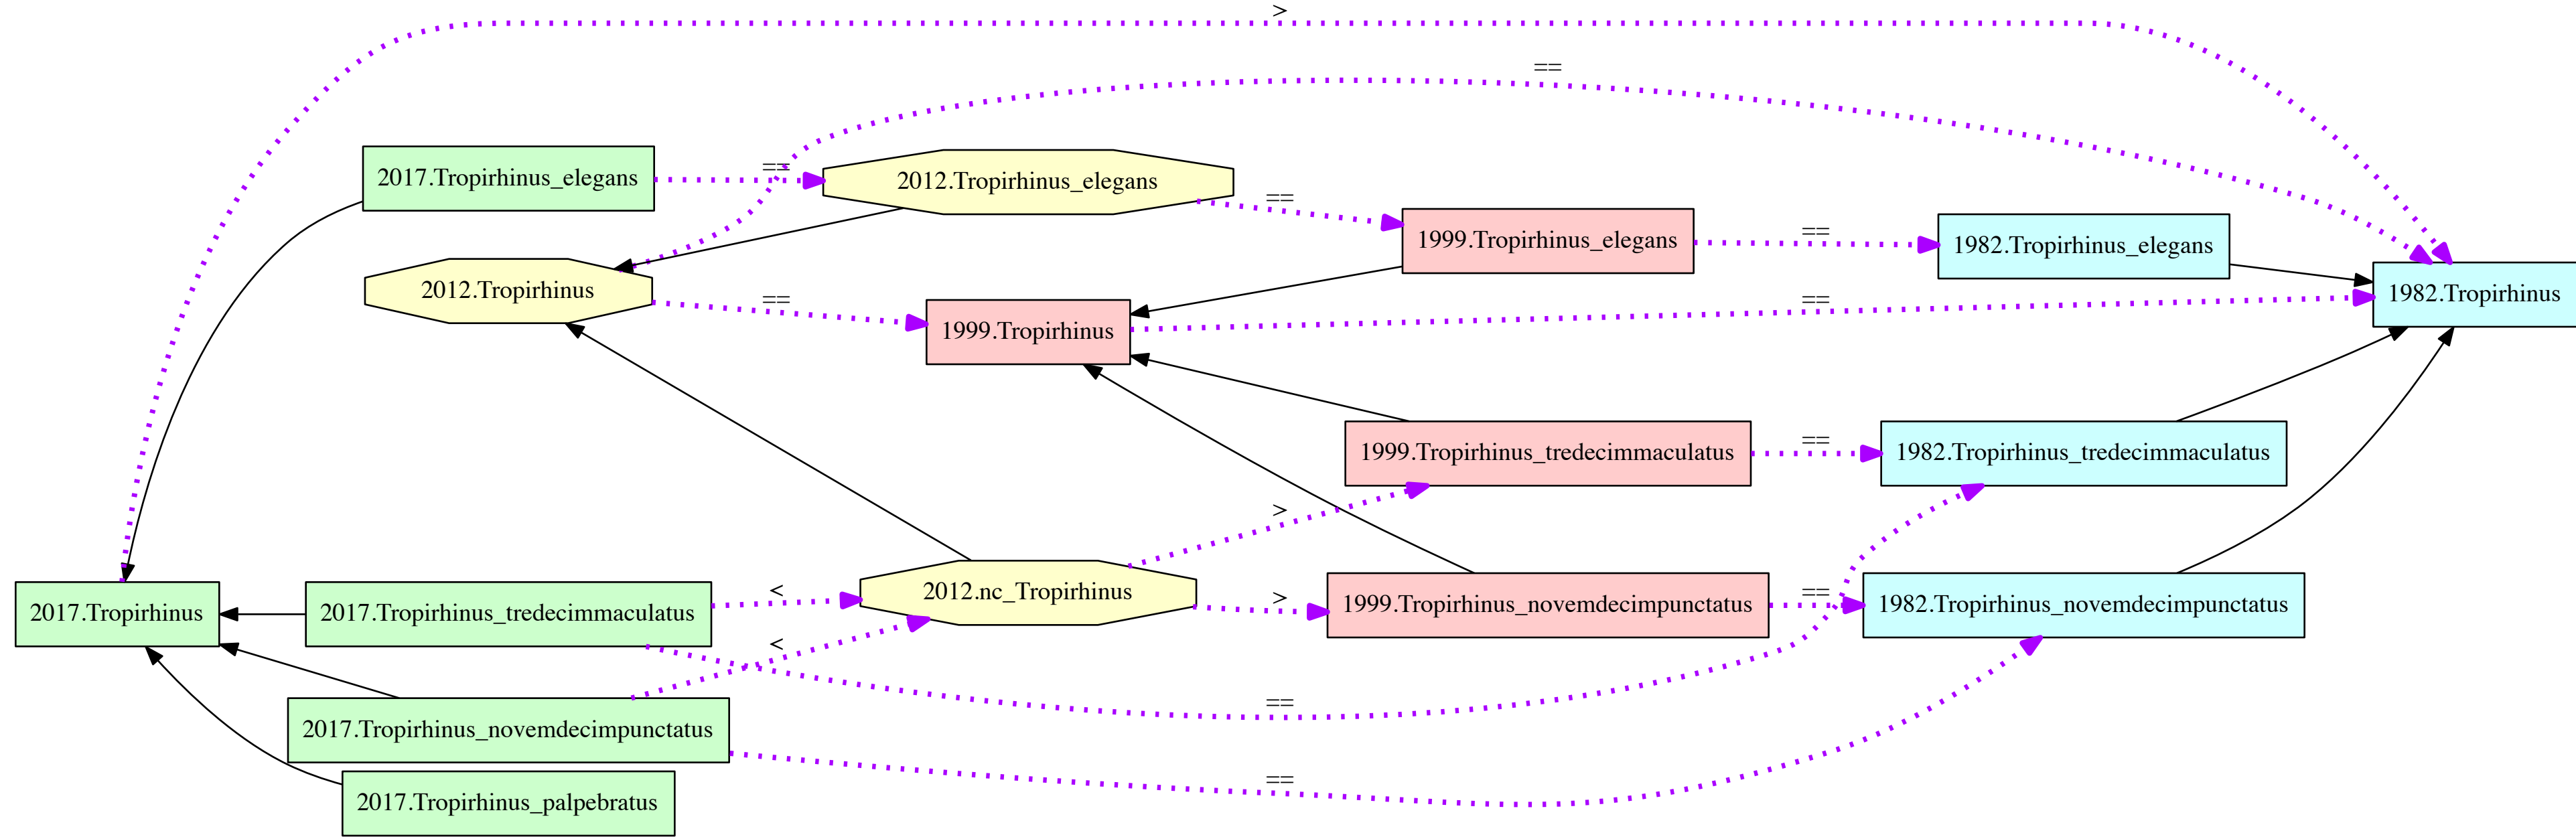 >
==
2017.Tropirhinus_elegans
==
2012.Tropirhinus_elegans
==
1999.Tropirhinus_elegans
==
1982.Tropirhinus_elegans
2012.Tropirhinus
==
1999.Tropirhinus
==
1982.Tropirhinus
1999.Tropirhinus_tredecimmaculatus
==
1982.Tropirhinus_tredecimmaculatus
>
2017.Tropirhinus
2017.Tropirhinus_tredecimmaculatus
<
2012.nc_Tropirhinus
>
1999.Tropirhinus_novemdecimpunctatus
==
1982.Tropirhinus_novemdecimpunctatus
<
==
2017.Tropirhinus_novemdecimpunctatus
==
2017.Tropirhinus_palpebratus